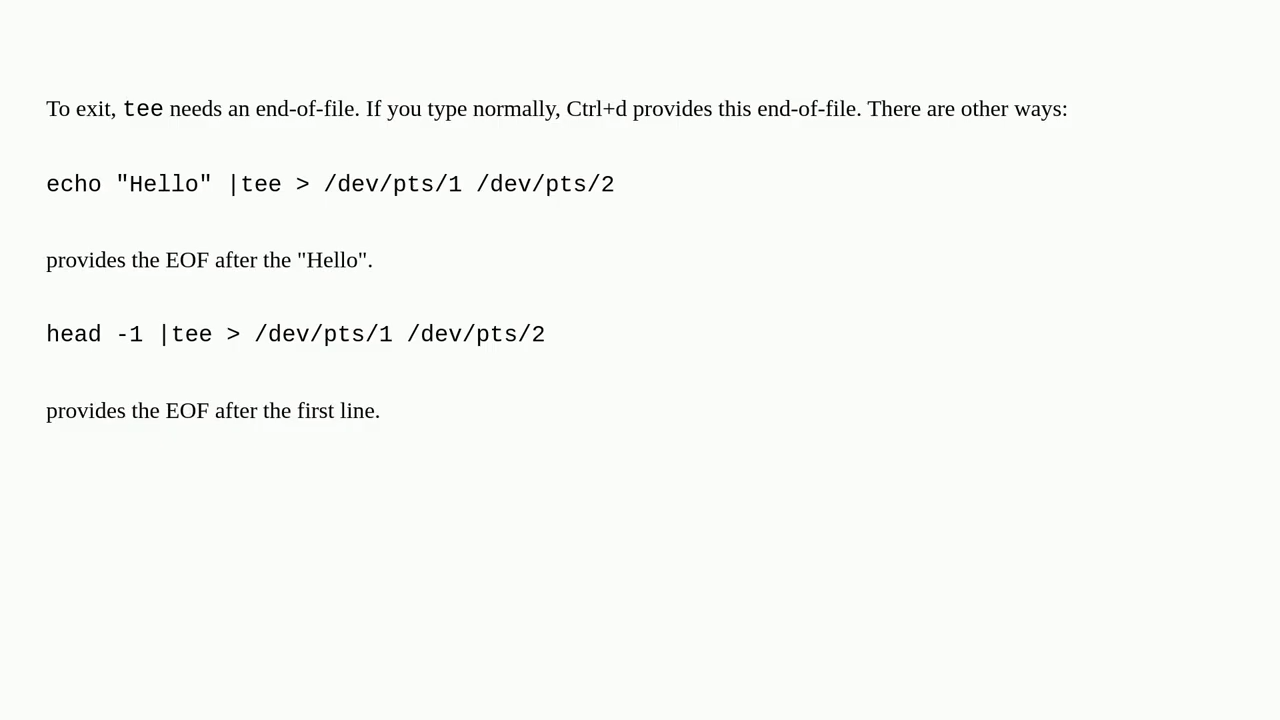 To exit, tee needs an end-of-file. If you type normally, Ctrl+d provides this end-of-file. There are other ways:
echo "Hello" |tee > /dev/pts/1 /dev/pts/2
provides the EOF after the "Hello".
head -1 |tee > /dev/pts/1 /dev/pts/2
provides the EOF after the first line.